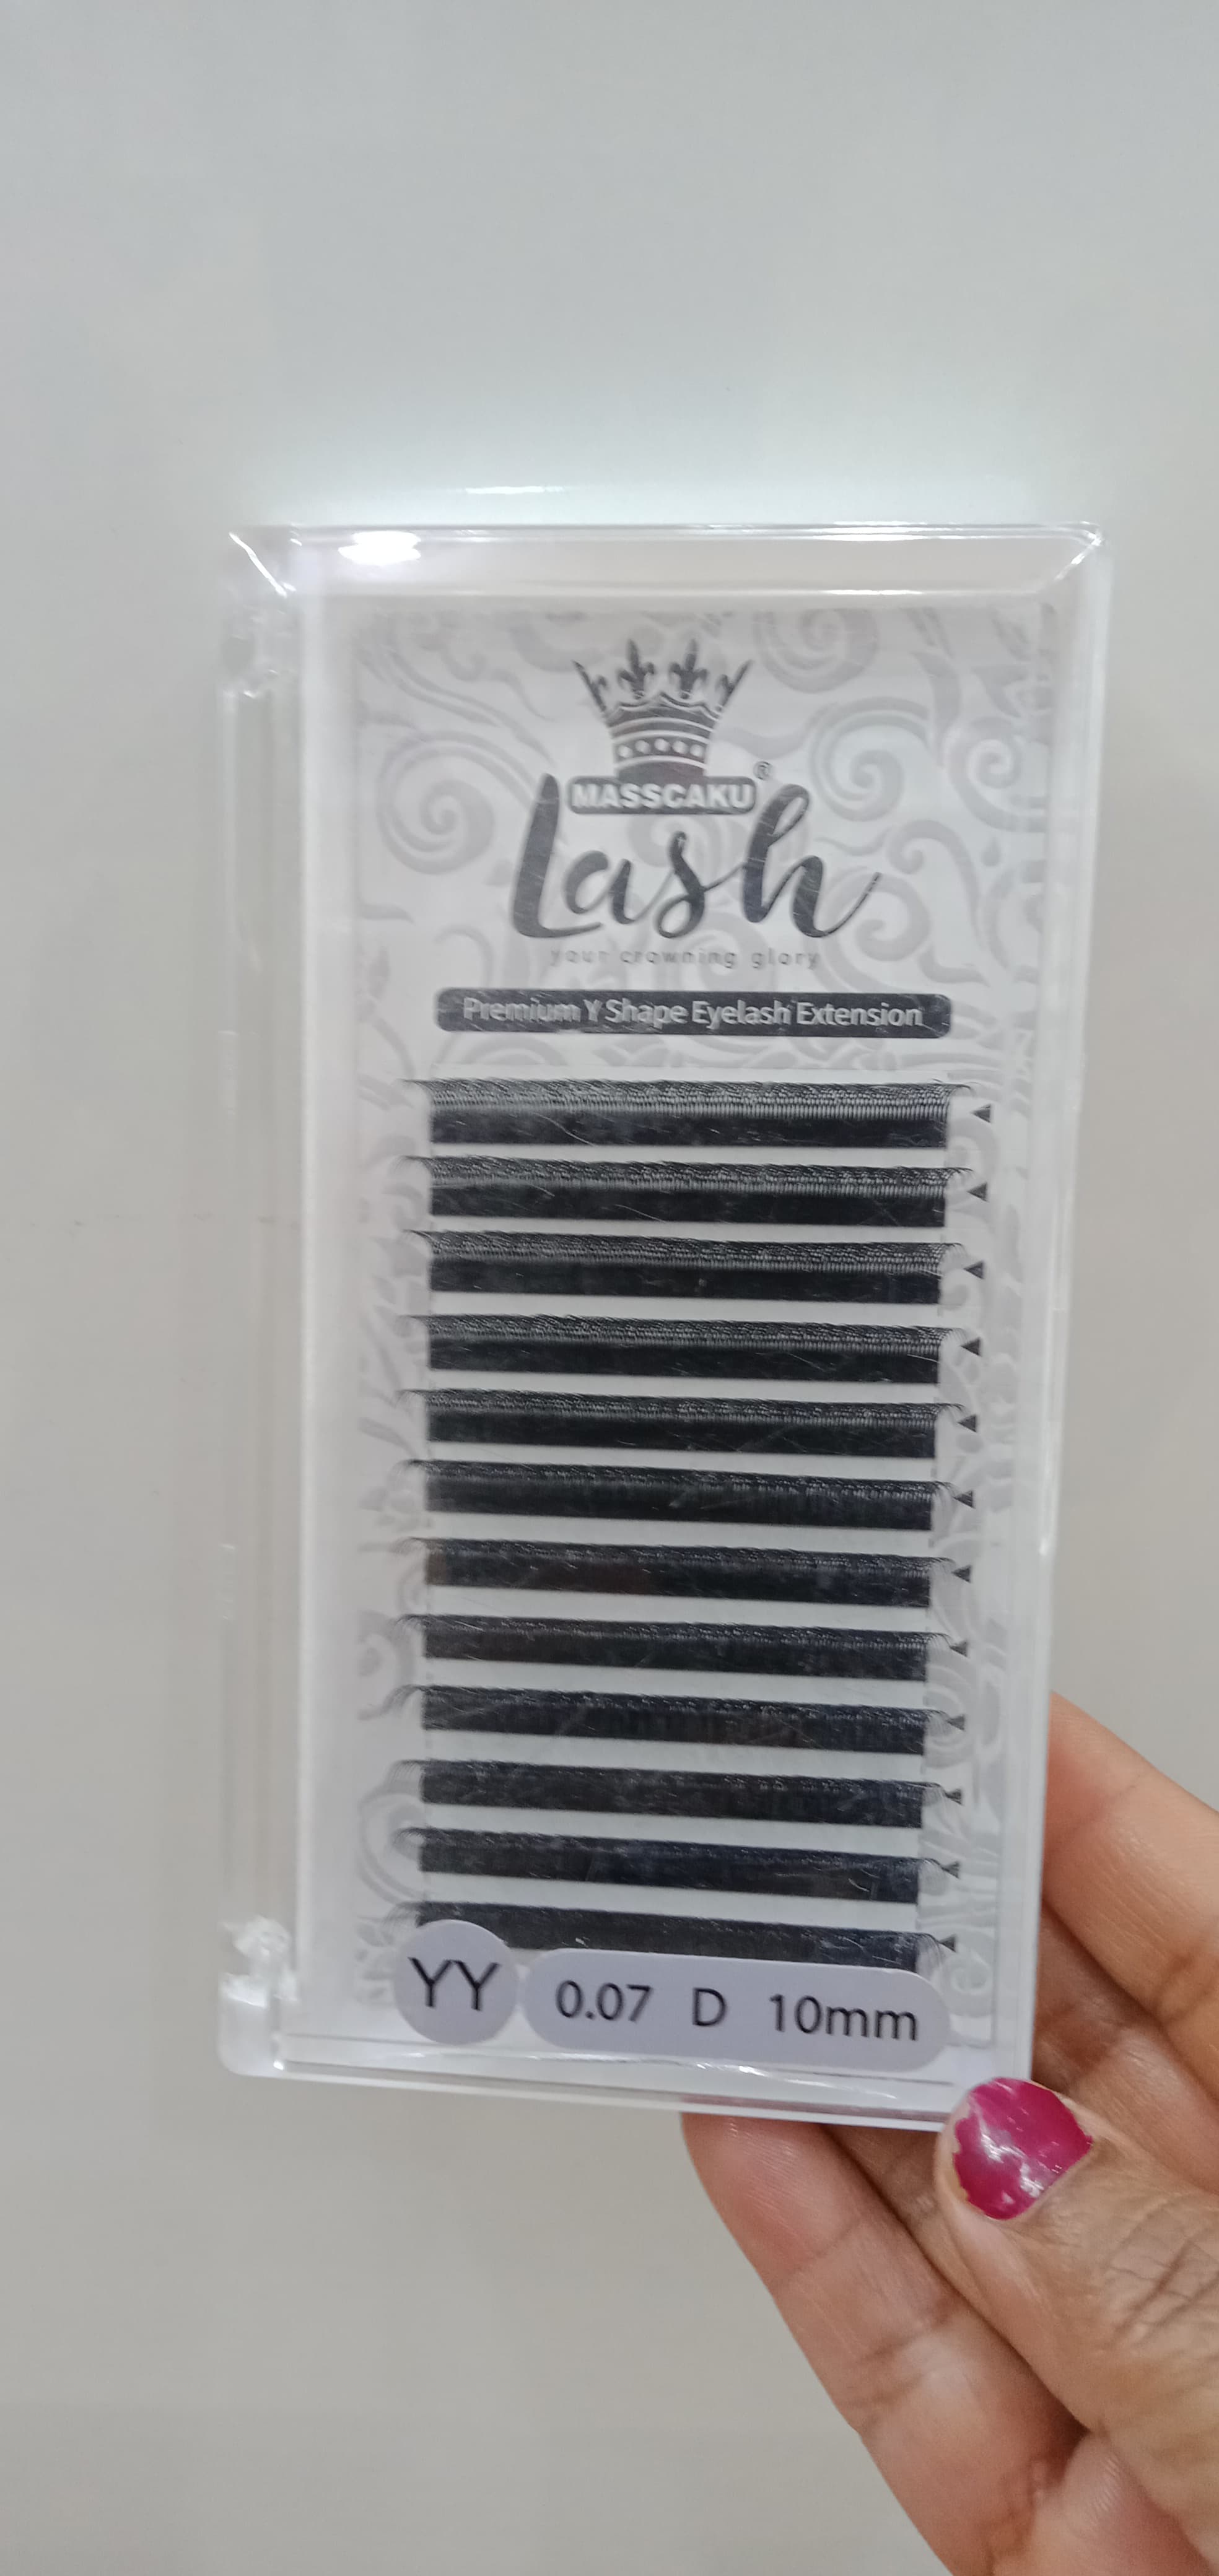 MASSCAKU®
Lash
your crowning glory
Premium Y Shape Eyelash Extension
YY 0.07 D 10mm